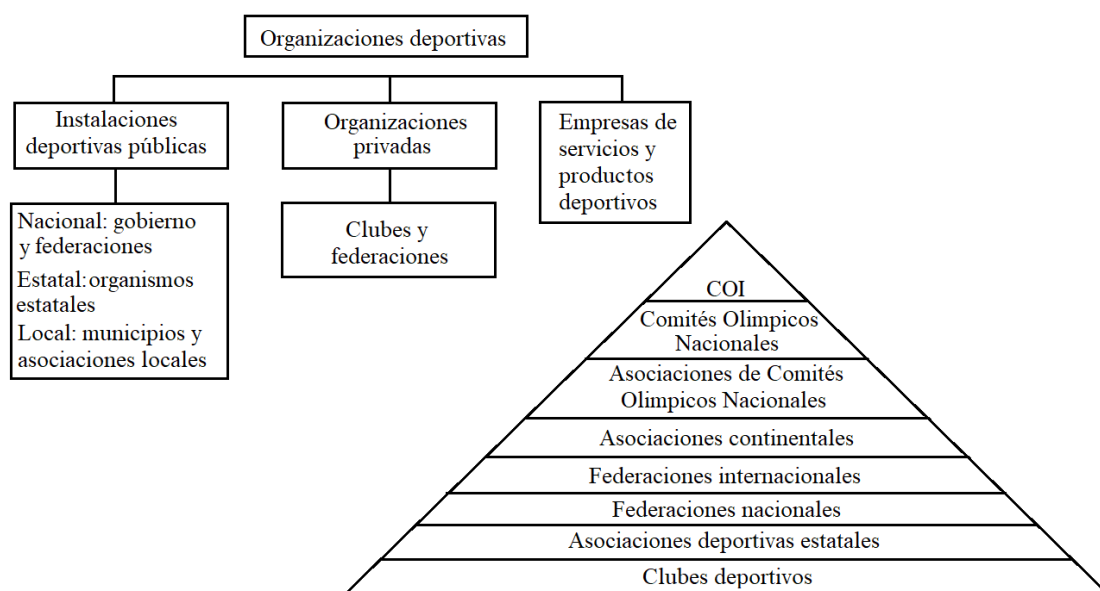 Organizaciones deportivas
Instalaciones
deportivas públicas
Organizaciones
privadas
Empresas de
servicios y
productos
deportivos
Nacional: gobierno
y federaciones
Estatal:organismos
estatales
Local: municipios y
asociaciones locales
Clubes y
federaciones
COI
Comités Olimpicos
Nacionales
Asociaciones de Comités
Olimpicos Nacionales
Asociaciones continentales
Federaciones internacionales
Federaciones nacionales
Asociaciones deportivas estatales
Clubes deportivos